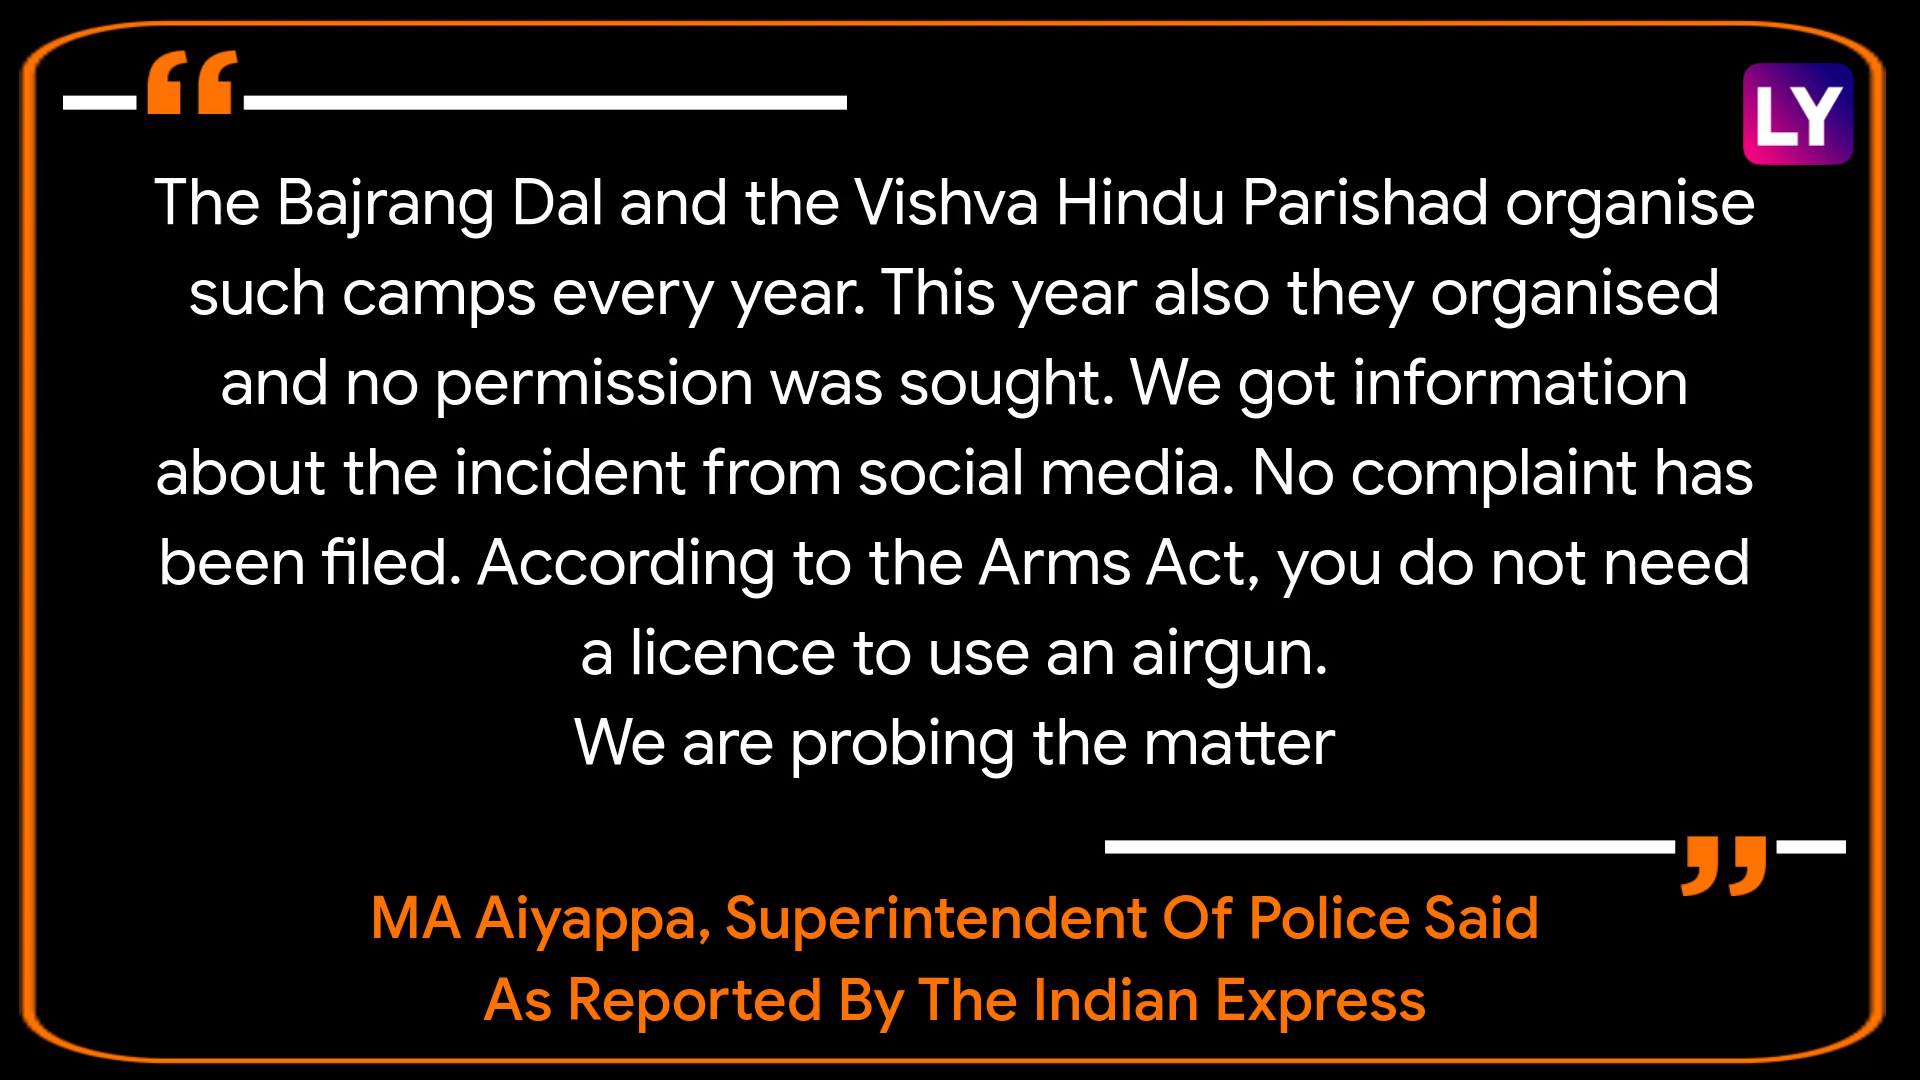 “
LY
The Bajrang Dal and the Vishva Hindu Parishad organise
such camps every year. This year also they organised
and no permission was sought. We got information
about the incident from social media. No complaint has
been filed. According to the Arms Act, you do not need
a licence to use an airgun.
We are probing the matter
”
MA Aiyappa, Superintendent Of Police Said
As Reported By The Indian Express